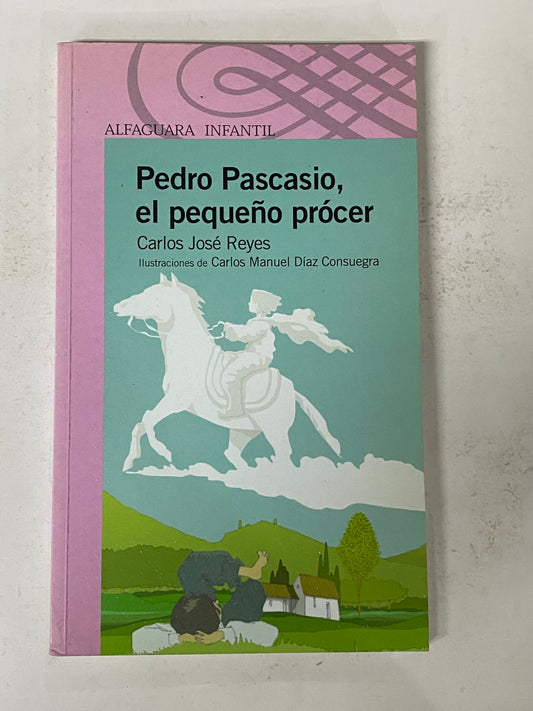 ALFAGUARA INFANTIL
Pedro Pascasio,
el pequeño prócer
Carlos José Reyes
Ilustraciones de Carlos Manuel Díaz Consuegra